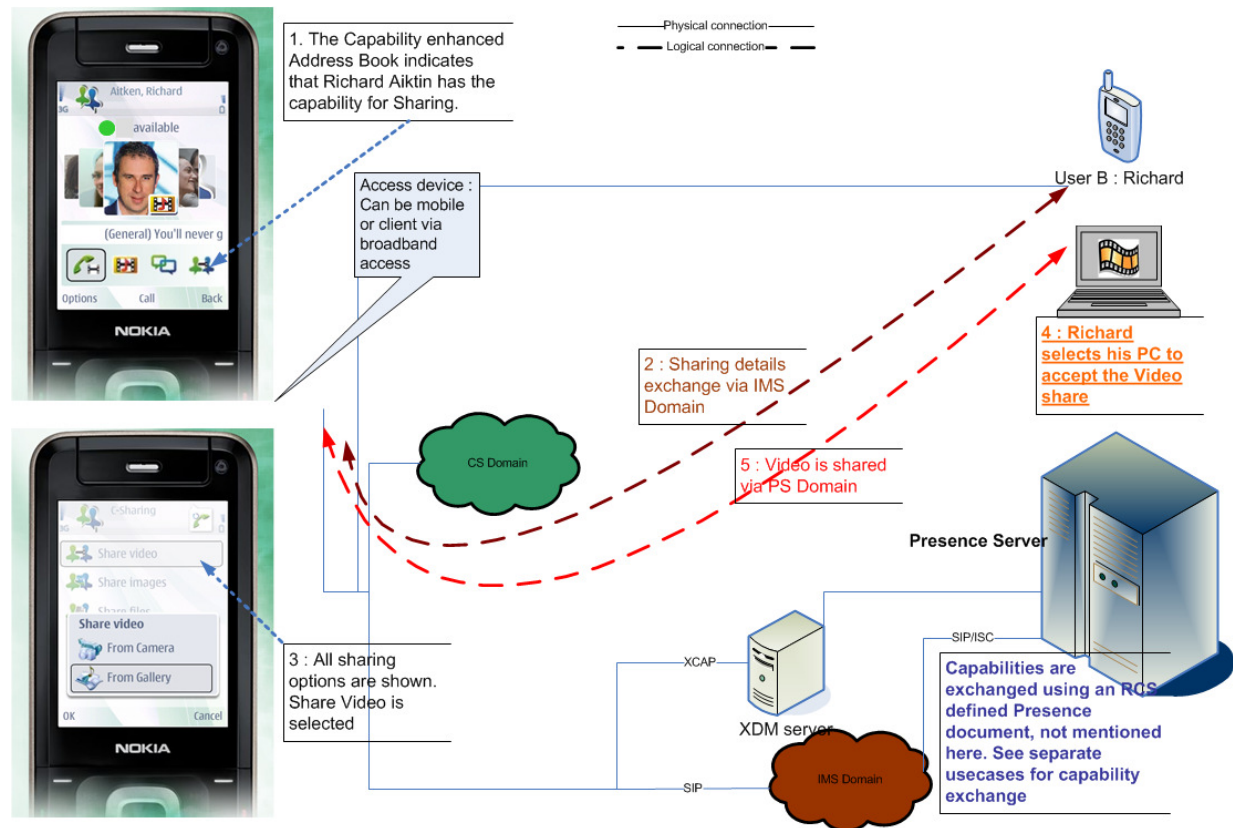 1. The Capability enhanced
Address Book indicates
that Richard Aiktin has the
capability for Sharing.
Physical connection
Logical connection
3G
Aitken, Richard
available
(General) You'll never g
Options
Call
Back
NOKIA
Access device :
Can be mobile
or client via
broadband
access
User B : Richard
4 : Richard
selects his PC to
accept the Video
share
2 : Sharing details
exchange via IMS
Domain
CS Domain
5 : Video is shared
via PS Domain
Presence Server
3G
C-Sharing
Share video
Share images
Share files
Share video
From Camera
From Gallery
OK
Cancel
NOKIA
3 : All sharing
options are shown.
Share Video is
selected
XCAP
XDM server
SIP/ISC
SIP
IMS Domain
Capabilities are
exchanged using an RCS
defined Presence
document, not mentioned
here. See separate
usecases for capability
exchange